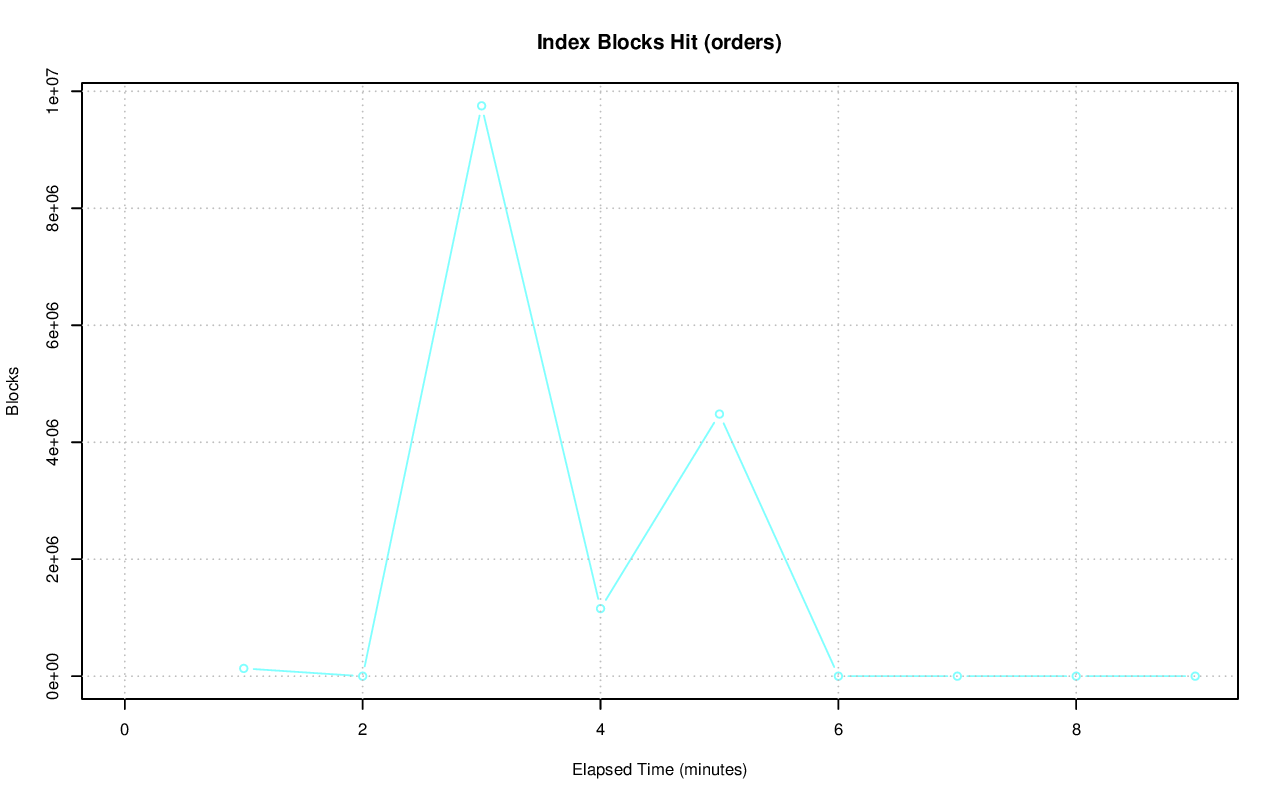 Index Blocks Hit (orders)
1e+07
8e+06
6e+06
4e+06
2e+06
0e+00
Blocks
0 2 4 6 8
Elapsed Time (minutes)